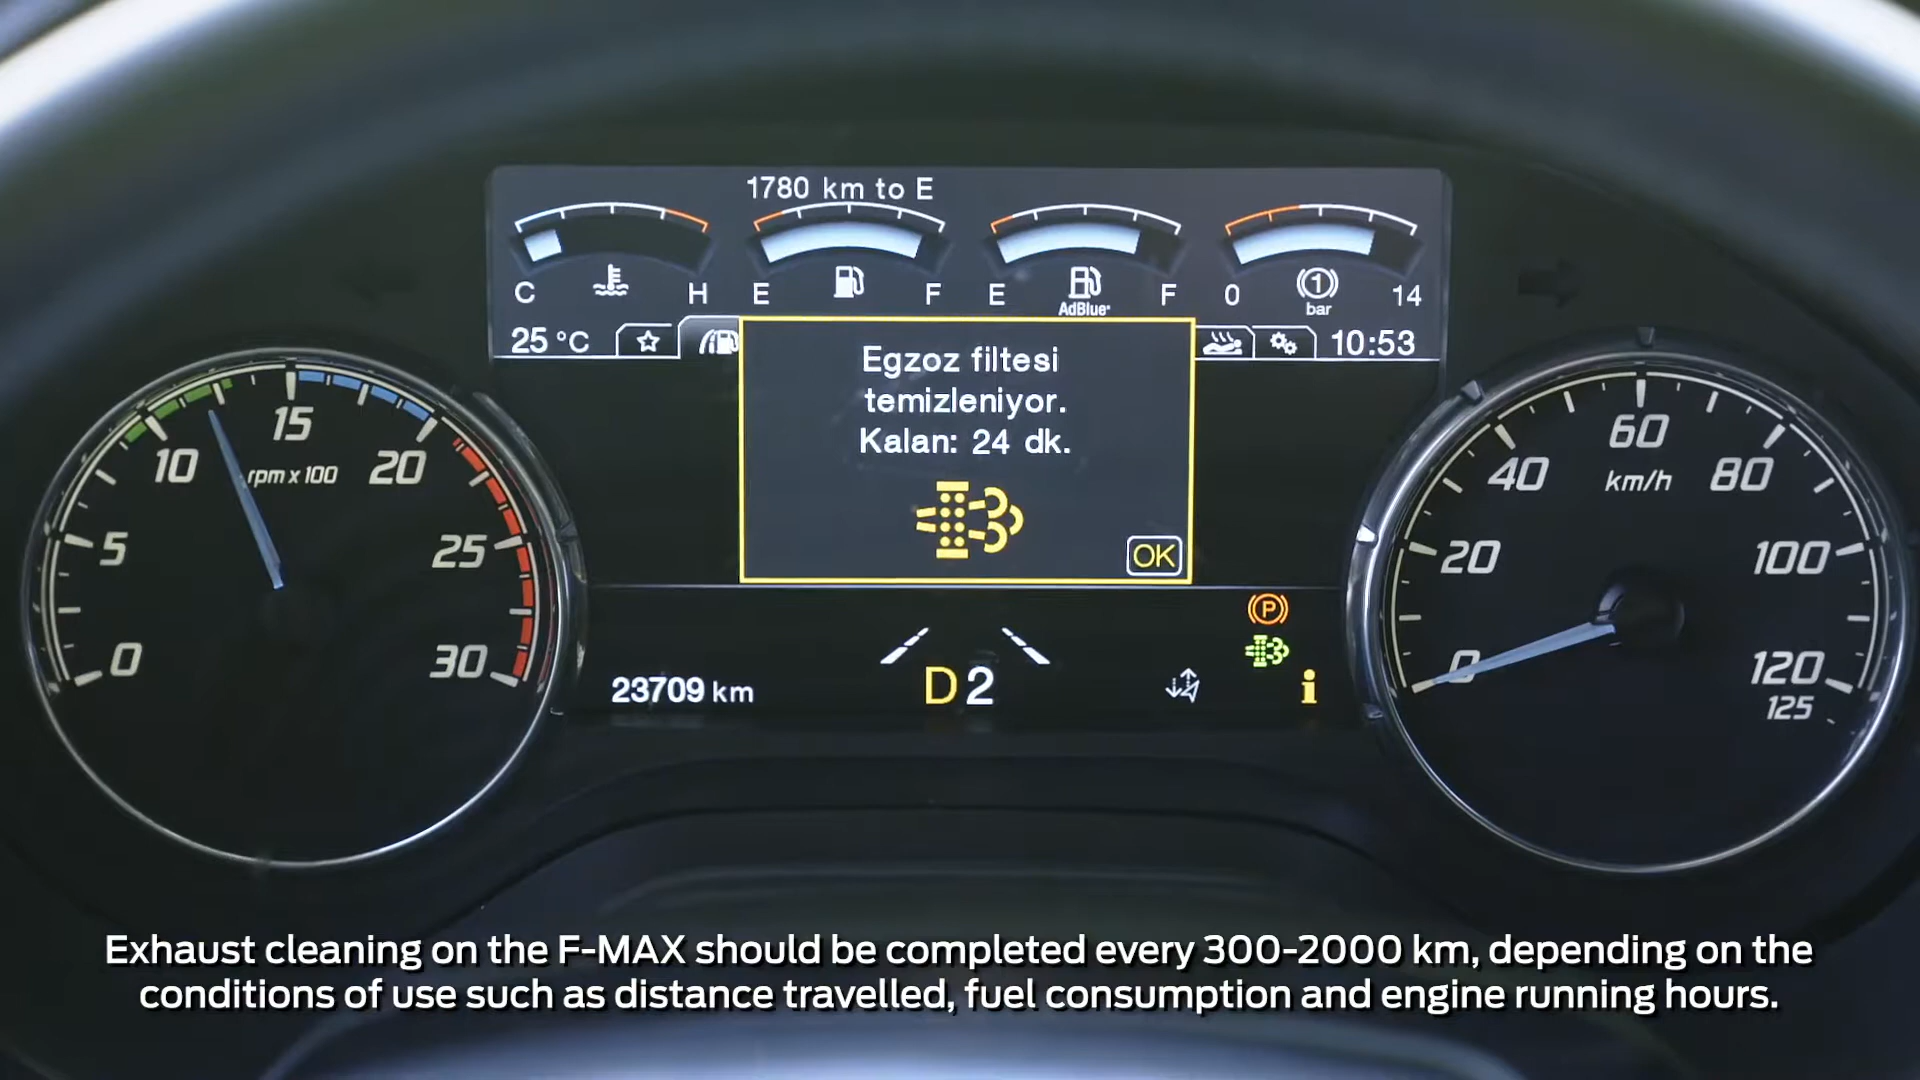 1780 km to E
C H
E F
E F
AdBlue
0 1 14
bar
25 °C
10:53
Egzoz filtesi
temizleniyor.
Kalan: 24 dk.
OK
0
5
10
15
20
25
30
rpm x 100
0
20
40
60
80
100
120
125
km/h
P
23709 km
D 2
i
Exhaust cleaning on the F-MAX should be completed every 300-2000 km, depending on the
conditions of use such as distance travelled, fuel consumption and engine running hours.